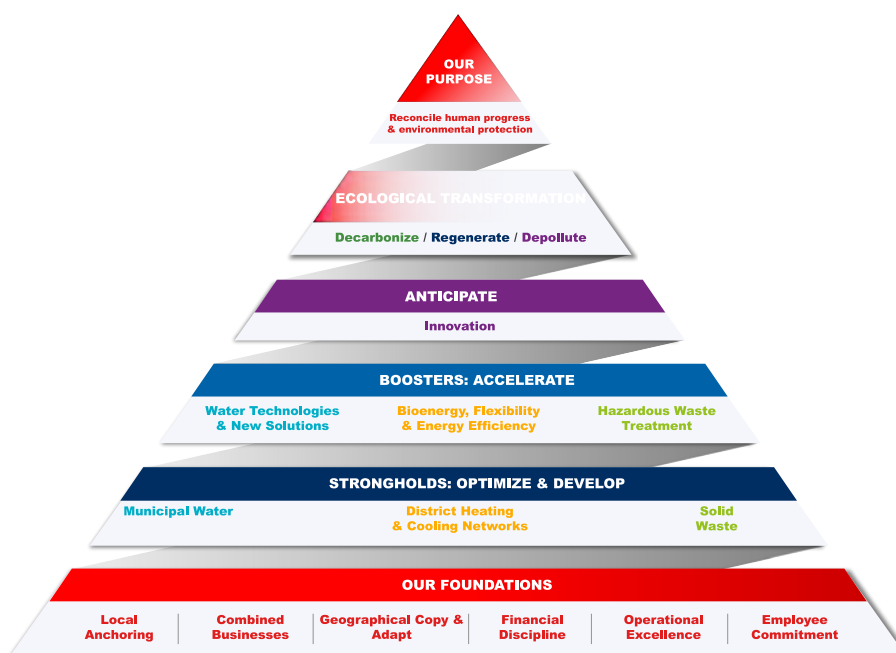 OUR
PURPOSE
Reconcile human progress
& environmental protection
ECOLOGICAL TRANSFORMATION
Decarbonize / Regenerate / Depollute
ANTICIPATE
Innovation
BOOSTERS: ACCELERATE
Water Technologies
& New Solutions
Bioenergy, Flexibility
& Energy Efficiency
Hazardous Waste
Treatment
STRONGHOLDS: OPTIMIZE & DEVELOP
Municipal Water
District Heating
& Cooling Networks
Solid
Waste
OUR FOUNDATIONS
Local
Anchoring
Combined
Businesses
Geographical Copy &
Adapt
Financial
Discipline
Operational
Excellence
Employee
Commitment